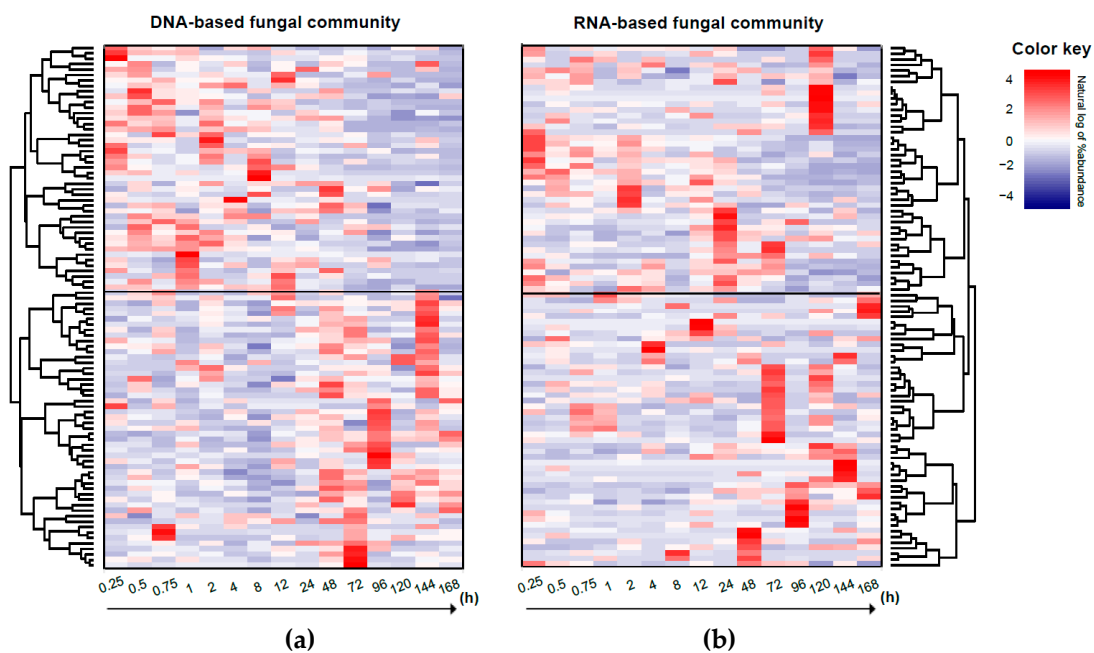 DNA-based fungal community
RNA-based fungal community
Color key
4
2
0
−2
−4
Natural log of %abundance
0.25 0.5 0.75 1 2 4 8 12 24 48 72 96 120 144 168 (h)
0.25 0.5 0.75 1 2 4 8 12 24 48 72 96 120 144 168 (h)
(a)
(b)